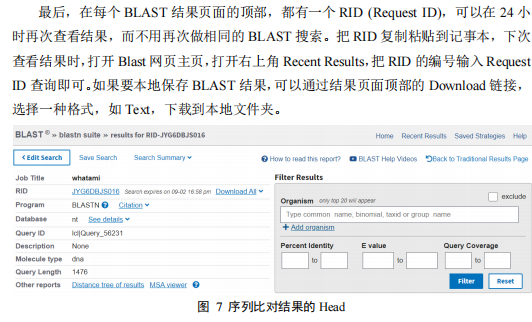 最后，在每个 BLAST 结果页面的顶部，都有一个 RID (Request ID)，可以在 24 小
时再次查看结果，而不用再次做相同的 BLAST 搜索。把 RID 复制粘贴到记事本，下次
查看结果时，打开 Blast 网页主页，打开右上角 Recent Results，把 RID 的编号输入 Request
ID 查询即可。如果要本地保存 BLAST 结果，可以通过结果页面顶部的 Download 链接，
选择一种格式，如 Text，下载到本地文件夹。
BLAST ® » blastn suite » results for RID-JYG6DBJS016 Home Recent Results Saved Strategies Help
< Edit Search Save Search Search Summary How to read this report? BLAST Help Videos Back to Traditional Results Page
Job Title whatami
RID JYG6DBJS016 Search expires on 09-02 16:56 pm Download All
Program BLASTN Citation
Database nt See details
Query ID lcl|Query_56231
Description None
Molecule type dna
Query Length 1476
Other reports Distance tree of results MSA viewer
Filter Results
Organism only top 20 will appear exclude
Type common name, binomial, taxid or group name
+ Add organism
Percent Identity E value Query Coverage
to to to
Filter Reset
图 7 序列比对结果的 Head